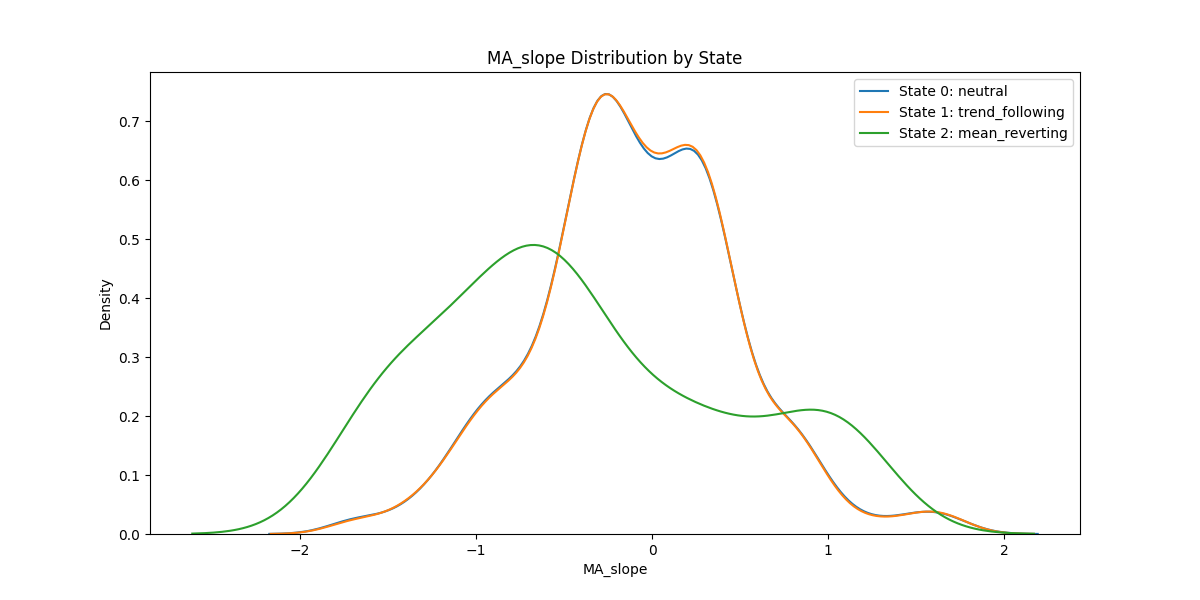 MA_slope Distribution by State
State 0: neutral
State 1: trend_following
State 2: mean_reverting
Density
0.7
0.6
0.5
0.4
0.3
0.2
0.1
0.0
−2 −1 0 1 2
MA_slope